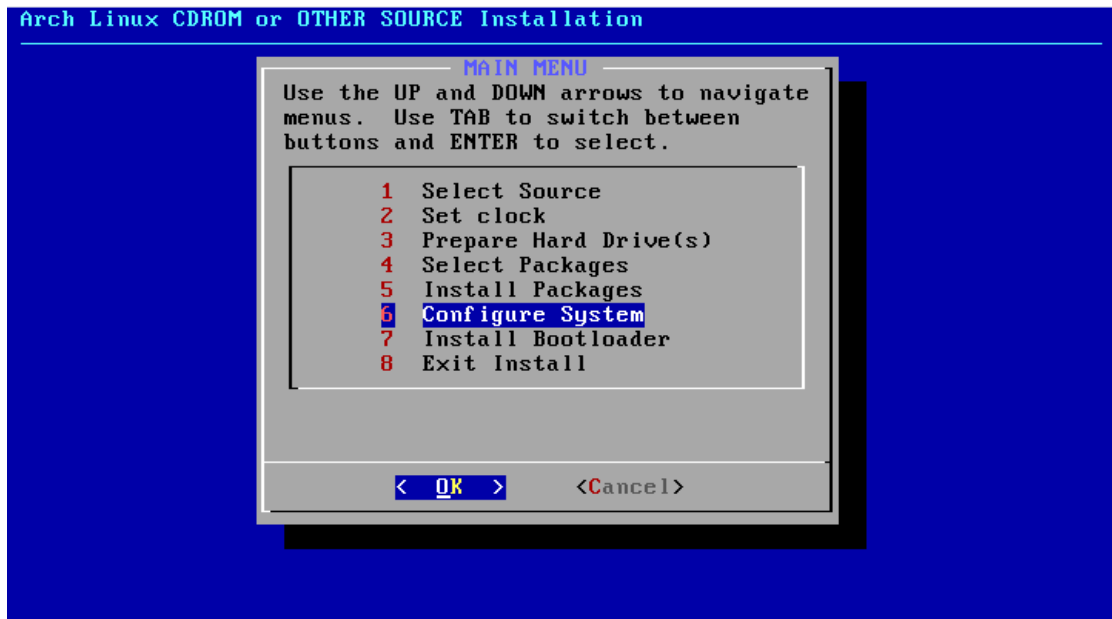 Arch Linux CDROM or OTHER SOURCE Installation
MAIN MENU
Use the UP and DOWN arrows to navigate
menus.  Use TAB to switch between
buttons and ENTER to select.
1  Select Source
2  Set clock
3  Prepare Hard Drive(s)
4  Select Packages
5  Install Packages
6  Configure System
7  Install Bootloader
8  Exit Install
<  OK  >     <Cancel>